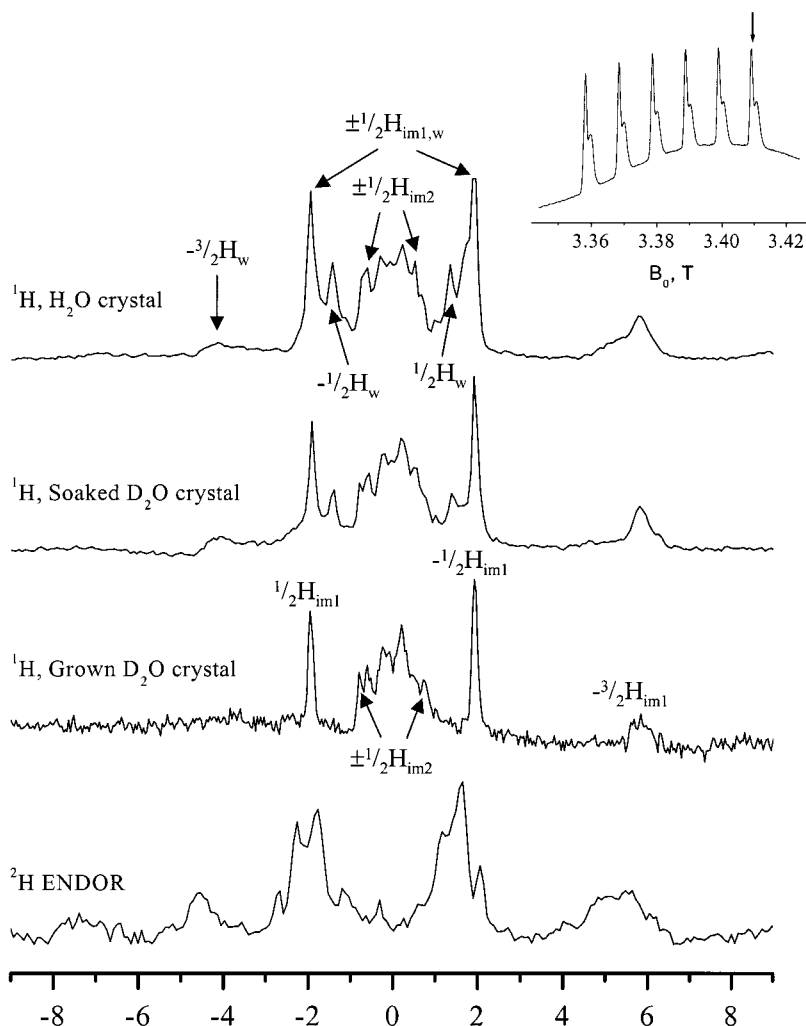 ±1/2Him1,w
±1/2Him2
-3/2Hw
1H, H2O crystal
-1/2Hw
1/2Hw
3.36 3.38 3.40 3.42
B0, T
1H, Soaked D2O crystal
1/2Him1
-1/2Him1
1H, Grown D2O crystal
-3/2Him1
±1/2Him2
2H ENDOR
-8 -6 -4 -2 0 2 4 6 8